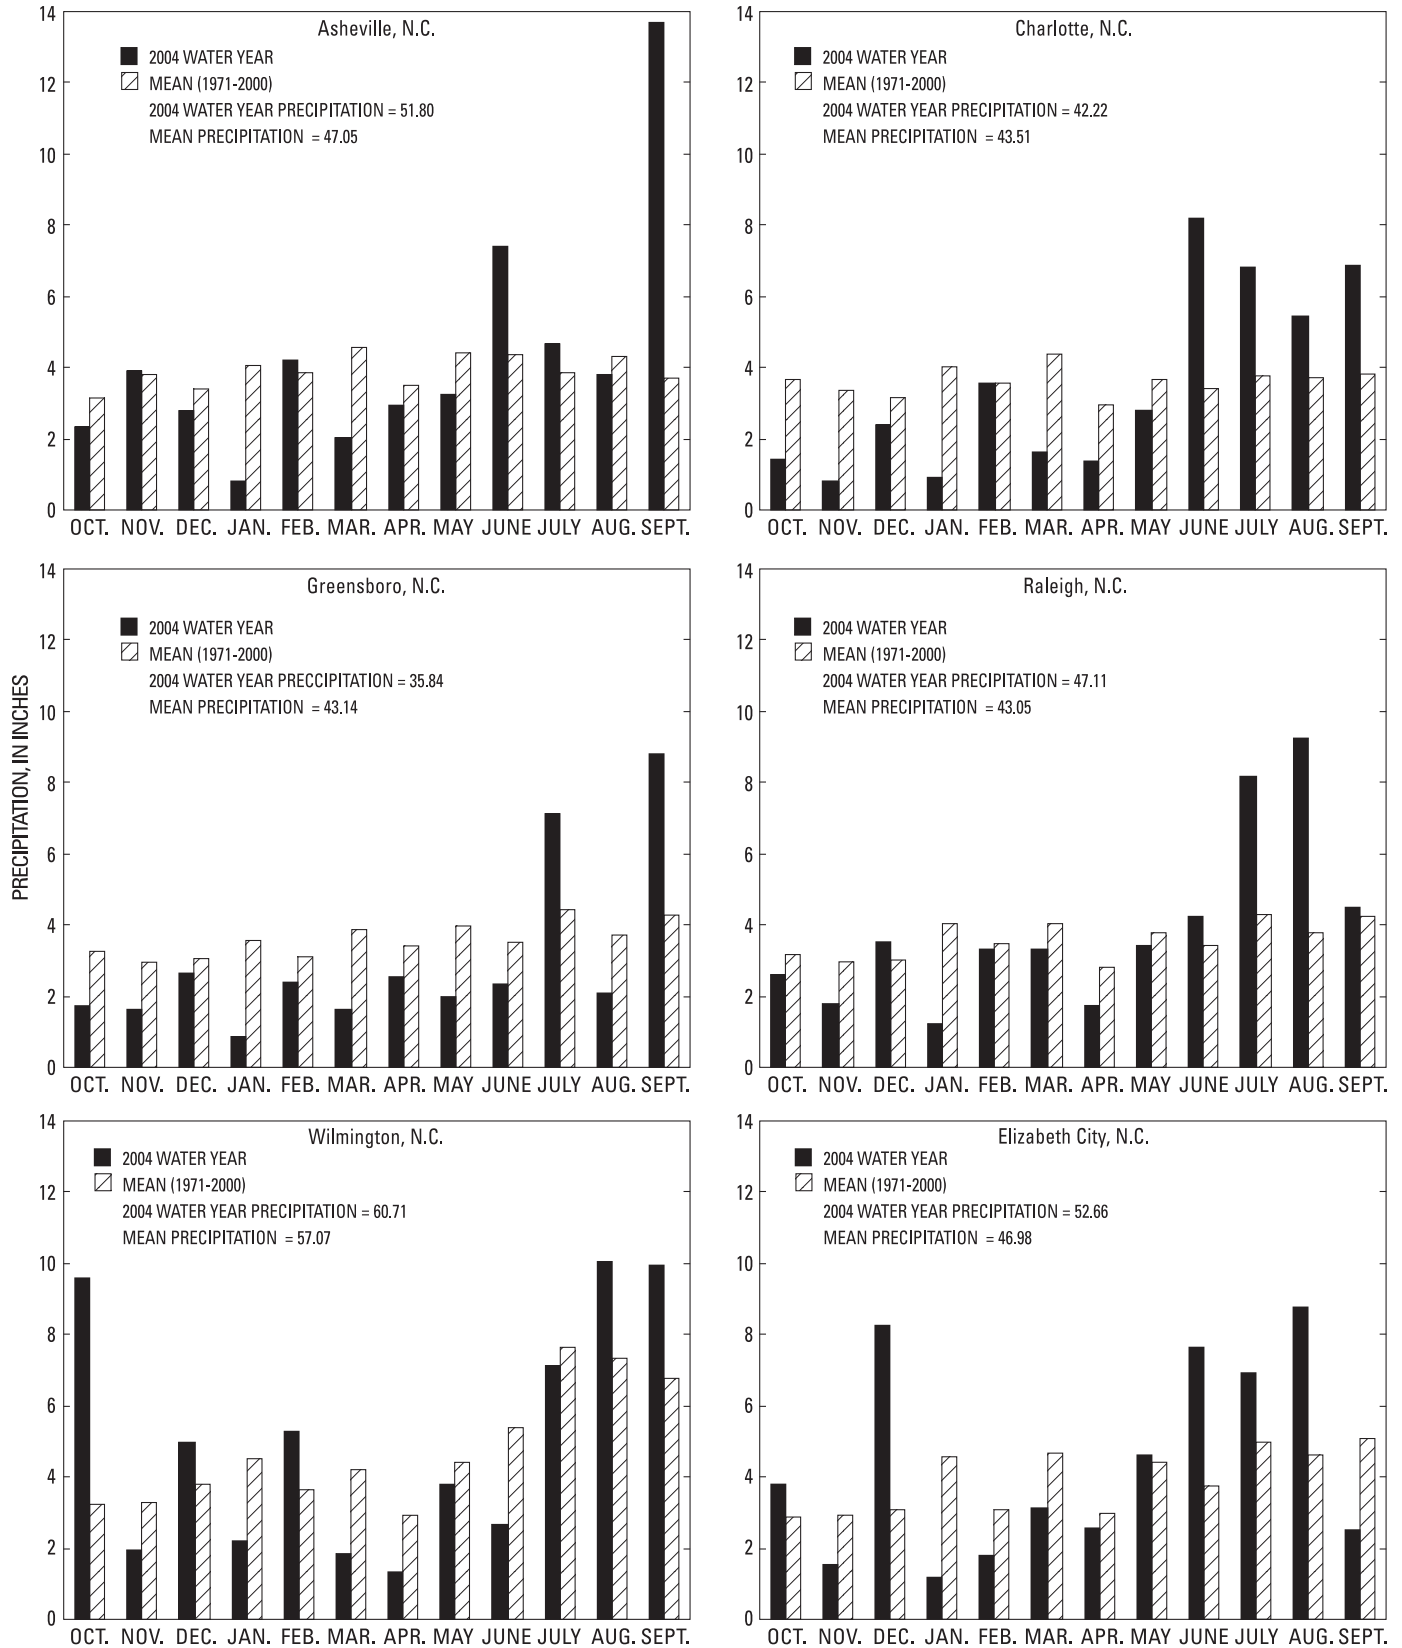 Asheville, N.C.
2004 WATER YEAR
MEAN (1971-2000)
2004 WATER YEAR PRECIPITATION = 51.80
MEAN PRECIPITATION = 47.05
14
12
10
8
6
4
2
0
OCT. NOV. DEC. JAN. FEB. MAR. APR. MAY JUNE JULY AUG. SEPT.
Charlotte, N.C.
2004 WATER YEAR
MEAN (1971-2000)
2004 WATER YEAR PRECIPITATION = 42.22
MEAN PRECIPITATION = 43.51
14
12
10
8
6
4
2
0
OCT. NOV. DEC. JAN. FEB. MAR. APR. MAY JUNE JULY AUG. SEPT.
PRECIPITATION, IN INCHES
Greensboro, N.C.
2004 WATER YEAR
MEAN (1971-2000)
2004 WATER YEAR PRECCIPITATION = 35.84
MEAN PRECIPITATION = 43.14
14
12
10
8
6
4
2
0
OCT. NOV. DEC. JAN. FEB. MAR. APR. MAY JUNE JULY AUG. SEPT.
Raleigh, N.C.
2004 WATER YEAR
MEAN (1971-2000)
2004 WATER YEAR PRECIPITATION = 47.11
MEAN PRECIPITATION = 43.05
14
12
10
8
6
4
2
0
OCT. NOV. DEC. JAN. FEB. MAR. APR. MAY JUNE JULY AUG. SEPT.
Wilmington, N.C.
2004 WATER YEAR
MEAN (1971-2000)
2004 WATER YEAR PRECIPITATION = 60.71
MEAN PRECIPITATION = 57.07
14
12
10
8
6
4
2
0
OCT. NOV. DEC. JAN. FEB. MAR. APR. MAY JUNE JULY AUG. SEPT.
Elizabeth City, N.C.
2004 WATER YEAR
MEAN (1971-2000)
2004 WATER YEAR PRECIPITATION = 52.66
MEAN PRECIPITATION = 46.98
14
12
10
8
6
4
2
0
OCT. NOV. DEC. JAN. FEB. MAR. APR. MAY JUNE JULY AUG. SEPT.